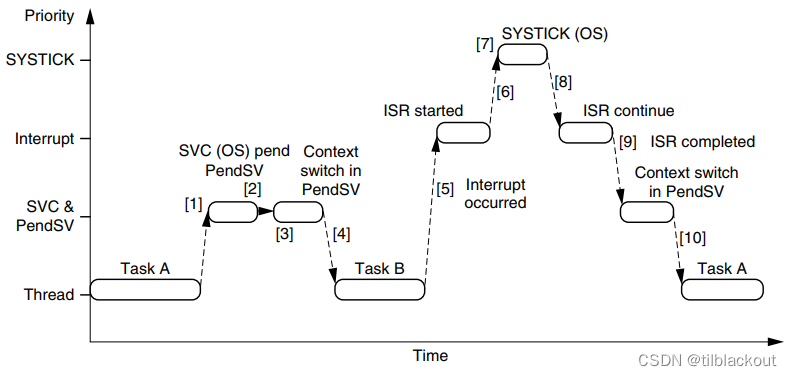 Priority
SYSTICK (OS)
[7]
SYSTICK
[8]
[6]
ISR started
ISR continue
Interrupt
[9] ISR completed
SVC (OS) pend
PendSV
Context
switch in
PendSV
Context switch
in PendSV
[2]
[1]
[5]
Interrupt
occurred
SVC &
PendSV
[3]
[4]
[10]
Task A
Task B
Task A
Thread
Time
CSDN @tilblackout